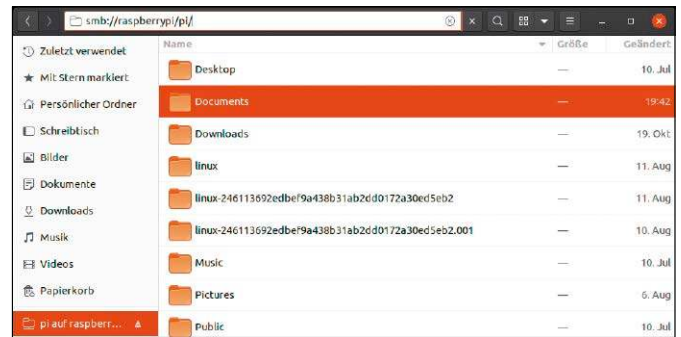 smb://raspberrypi/pi/
Zuletzt verwendet
Mit Stern markiert
Persönlicher Ordner
Schreibtisch
Bilder
Dokumente
Downloads
Musik
Videos
Papierkorb
pi auf raspberr...
Name Größe Geändert
Desktop — 10. Jul
Documents — 19:42
Downloads — 19. Okt
linux — 11. Aug
linux-246113692edbef9a438b31ab2dd0172a30ed5eb2 — 11. Aug
linux-246113692edbef9a438b31ab2dd0172a30ed5eb2.001 — 10. Aug
Music — 10. Jul
Pictures — 6. Aug
Public — 10. Jul